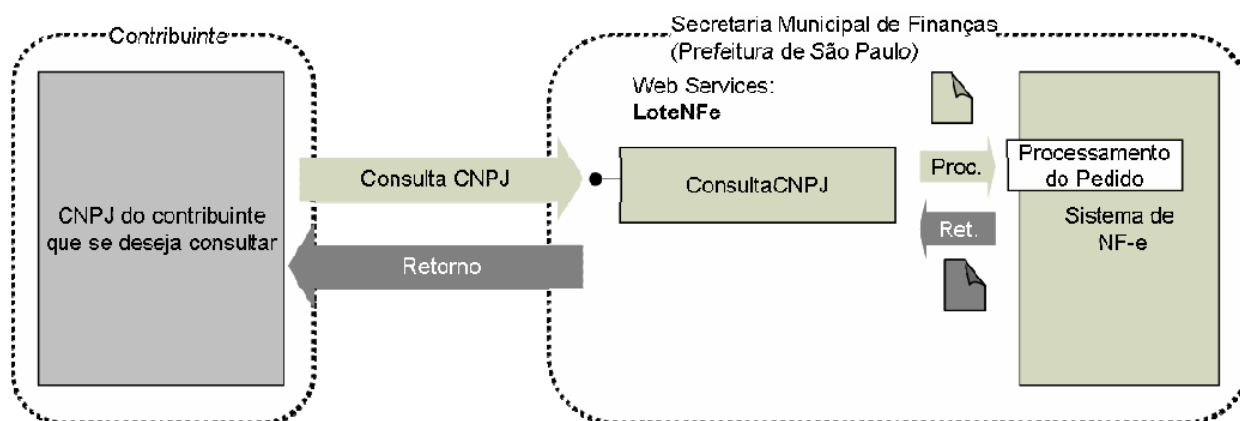 Contribuinte
CNPJ do contribuinte
que se deseja consultar
Consulta CNPJ
Retorno
Secretaria Municipal de Finanças
(Prefeitura de São Paulo)
Web Services:
LoteNFe
ConsultaCNPJ
Proc.
Ret.
Processamento
do Pedido
Sistema de
NF-e